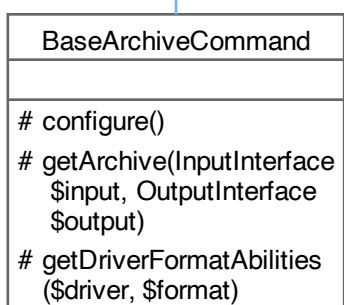 BaseArchiveCommand
# configure()
# getArchive(InputInterface
$input, OutputInterface
$output)
# getDriverFormatAbilities
($driver, $format)